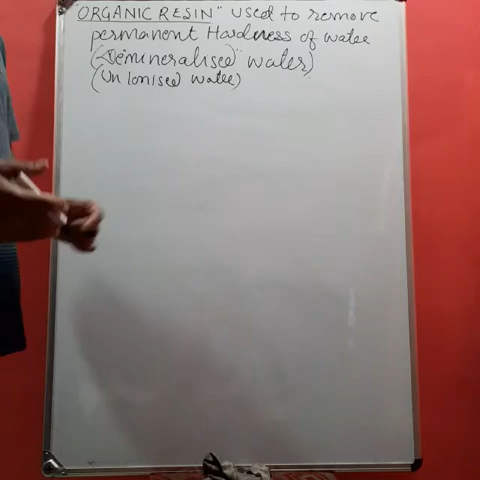 ORGANIC RESIN" used to remove
permanent Hardness of water
(Demineralised water)
(Un Ionised water)